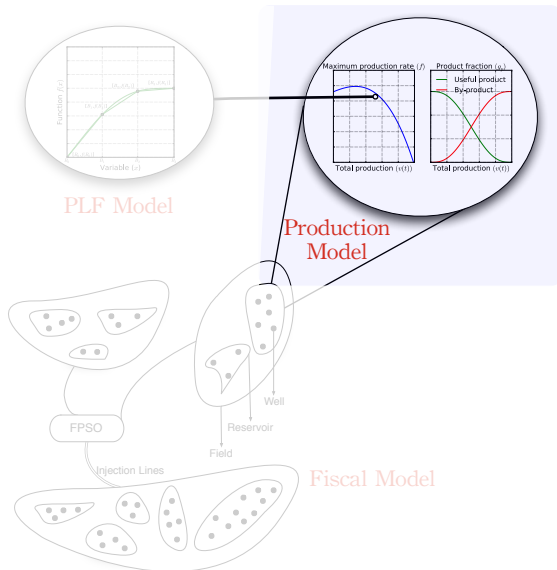 Function f(x)
Variable (x)
PLF Model
Maximum production rate (f)
Total production (v(t))
Product fraction (gₛ)
Useful product
By-product
Total production (v(t))
Production
Model
Well
Reservoir
Field
FPSO
Injection Lines
Fiscal Model